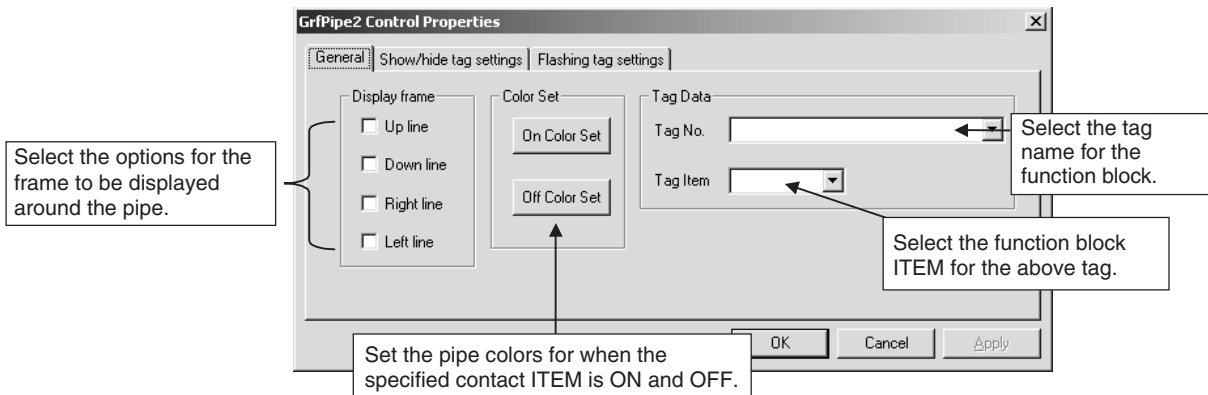 GrfPipe2 Control Properties
General
Show/hide tag settings
Flashing tag settings
Display frame
Up line
Down line
Right line
Left line
Color Set
On Color Set
Off Color Set
Tag Data
Tag No.
Tag Item
Select the options for the
frame to be displayed
around the pipe.
Select the tag
name for the
function block.
Select the function block
ITEM for the above tag.
Set the pipe colors for when the
specified contact ITEM is ON and OFF.
OK
Cancel
Apply